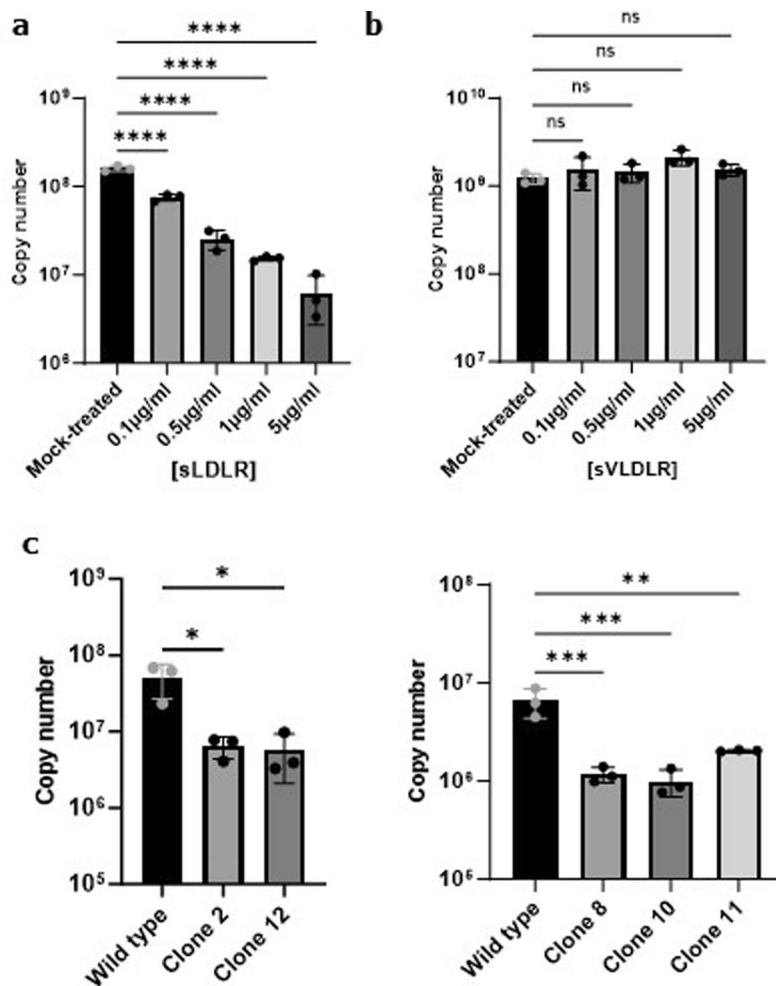 a
****
****
****
****
10⁹
10⁸
10⁷
10⁶
Copy number
Mock-treated
0.1µg/ml
0.5µg/ml
1µg/ml
5µg/ml
[sLDLR]
b
ns
ns
ns
ns
10¹⁰
10⁹
10⁸
10⁷
Copy number
Mock-treated
0.1µg/ml
0.5µg/ml
1µg/ml
5µg/ml
[sVLDLR]
c
*
*
10⁹
10⁸
10⁷
10⁶
10⁵
Copy number
Wild type
Clone 2
Clone 12
**
***
***
10⁸
10⁷
10⁶
10⁵
Copy number
Wild type
Clone 8
Clone 10
Clone 11